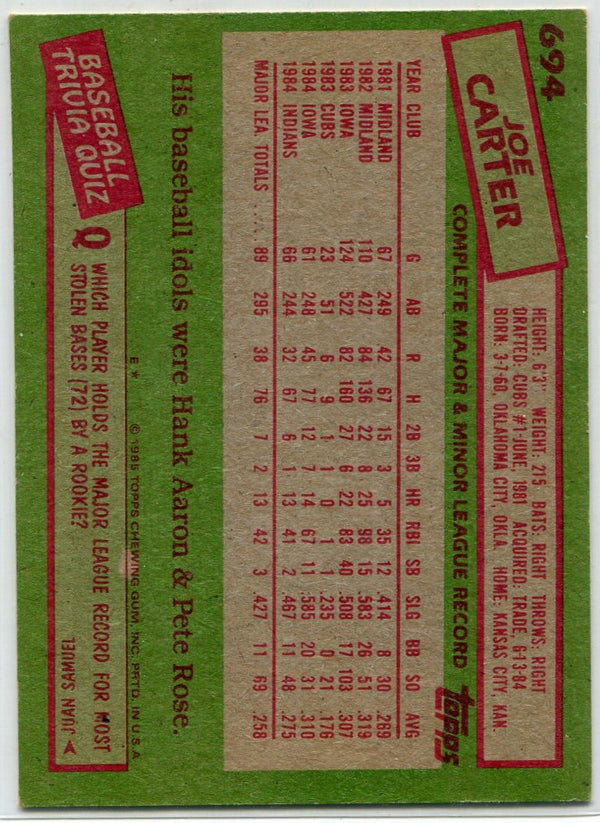 694
JOE
CARTER
HEIGHT: 6'3" WEIGHT: 215 BATS: RIGHT THROWS: RIGHT
DRAFTED: CUBS #1-JUNE, 1981 ACQUIRED: TRADE, 6-13-84
BORN: 3-7-60, OKLAHOMA CITY, OKLA. HOME: KANSAS CITY, KAN.
COMPLETE MAJOR & MINOR LEAGUE RECORD topps
YEAR CLUB G AB R H 2B 3B HR RBI SB SLG BB SO AVG
1981 MIDLAND 67 249 42 67 15 3 5 35 12 .414 8 30 .269
1982 MIDLAND 110 427 84 136 22 8 25 98 15 .583 26 51 .319
1983 IOWA 124 522 82 160 27 6 22 83 40 .508 17 103 .307
1983 CUBS 23 51 6 9 1 1 0 1 1 .235 0 21 .176
1984 IOWA 61 248 45 77 12 7 14 67 11 .585 20 31 .310
1984 INDIANS 66 244 32 67 6 1 13 41 2 .467 11 48 .275
MAJOR LEA. TOTALS .... 89 295 38 76 7 2 13 42 3 .427 11 69 .258
His baseball idols were Hank Aaron & Pete Rose.
E* © 1985 TOPPS CHEWING GUM, INC. PRTD. IN U.S.A.
BASEBALL
TRIVIA QUIZ
Q WHICH PLAYER HOLDS THE MAJOR LEAGUE RECORD FOR MOST
STOLEN BASES (72) BY A ROOKIE?
JUAN SAMUEL
A